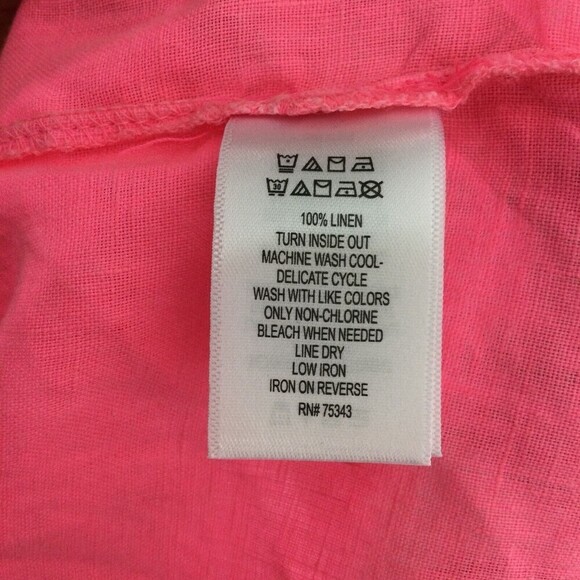 100% LINEN
TURN INSIDE OUT
MACHINE WASH COOL-
DELICATE CYCLE
WASH WITH LIKE COLORS
ONLY NON-CHLORINE
BLEACH WHEN NEEDED
LINE DRY
LOW IRON
IRON ON REVERSE
RN# 75343